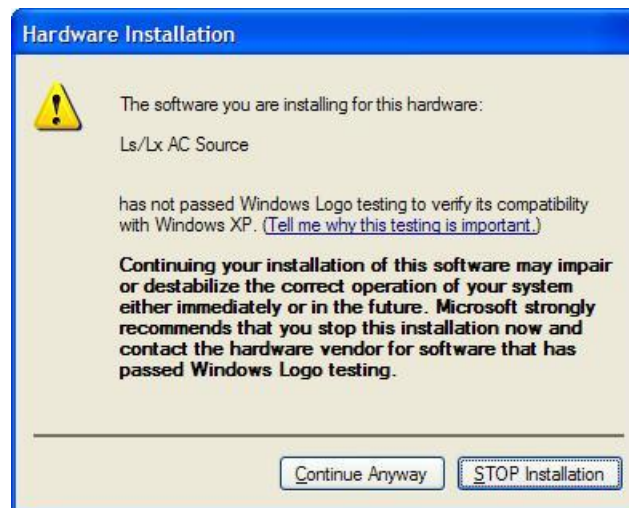 Hardware Installation
The software you are installing for this hardware:
Ls/Lx AC Source
has not passed Windows Logo testing to verify its compatibility
with Windows XP. (Tell me why this testing is important.)
Continuing your installation of this software may impair
or destabilize the correct operation of your system
either immediately or in the future. Microsoft strongly
recommends that you stop this installation now and
contact the hardware vendor for software that has
passed Windows Logo testing.
Continue Anyway
STOP Installation